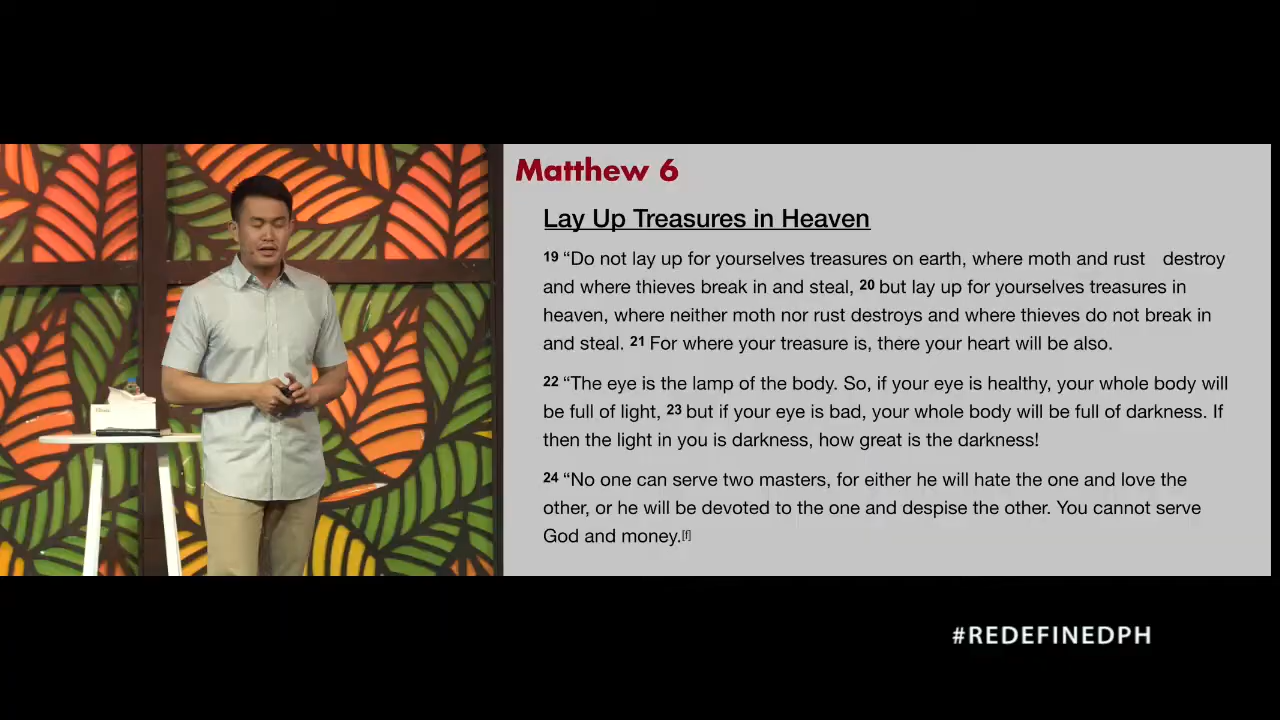 Matthew 6
Lay Up Treasures in Heaven
19 “Do not lay up for yourselves treasures on earth, where moth and rust destroy
and where thieves break in and steal, 20 but lay up for yourselves treasures in
heaven, where neither moth nor rust destroys and where thieves do not break in
and steal. 21 For where your treasure is, there your heart will be also.
22 “The eye is the lamp of the body. So, if your eye is healthy, your whole body will
be full of light, 23 but if your eye is bad, your whole body will be full of darkness. If
then the light in you is darkness, how great is the darkness!
24 “No one can serve two masters, for either he will hate the one and love the
other, or he will be devoted to the one and despise the other. You cannot serve
God and money.[f]
#REDEFINEDPH